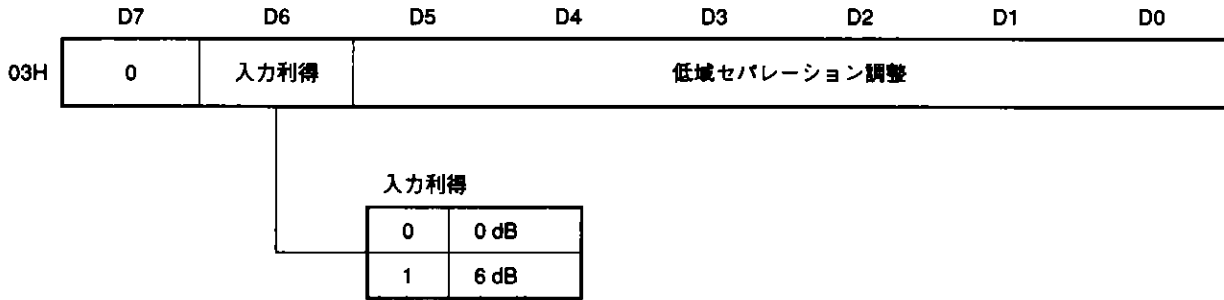 D7 D6 D5 D4 D3 D2 D1 D0
03H 0 入力利得 低域セパレーション調整
入力利得
0 0 dB
1 6 dB